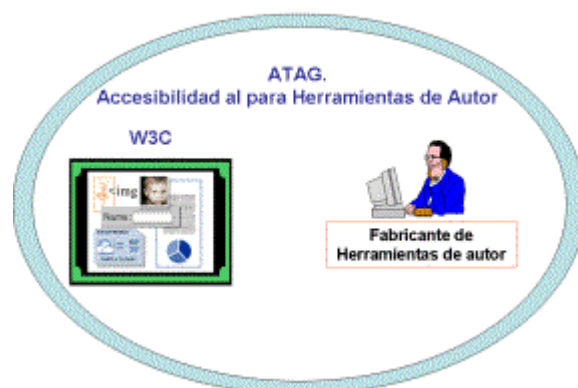 ATAG.
Accesibilidad al para Herramientas de Autor
W3C
<img
Name:
Fabricante de
Herramientas de autor